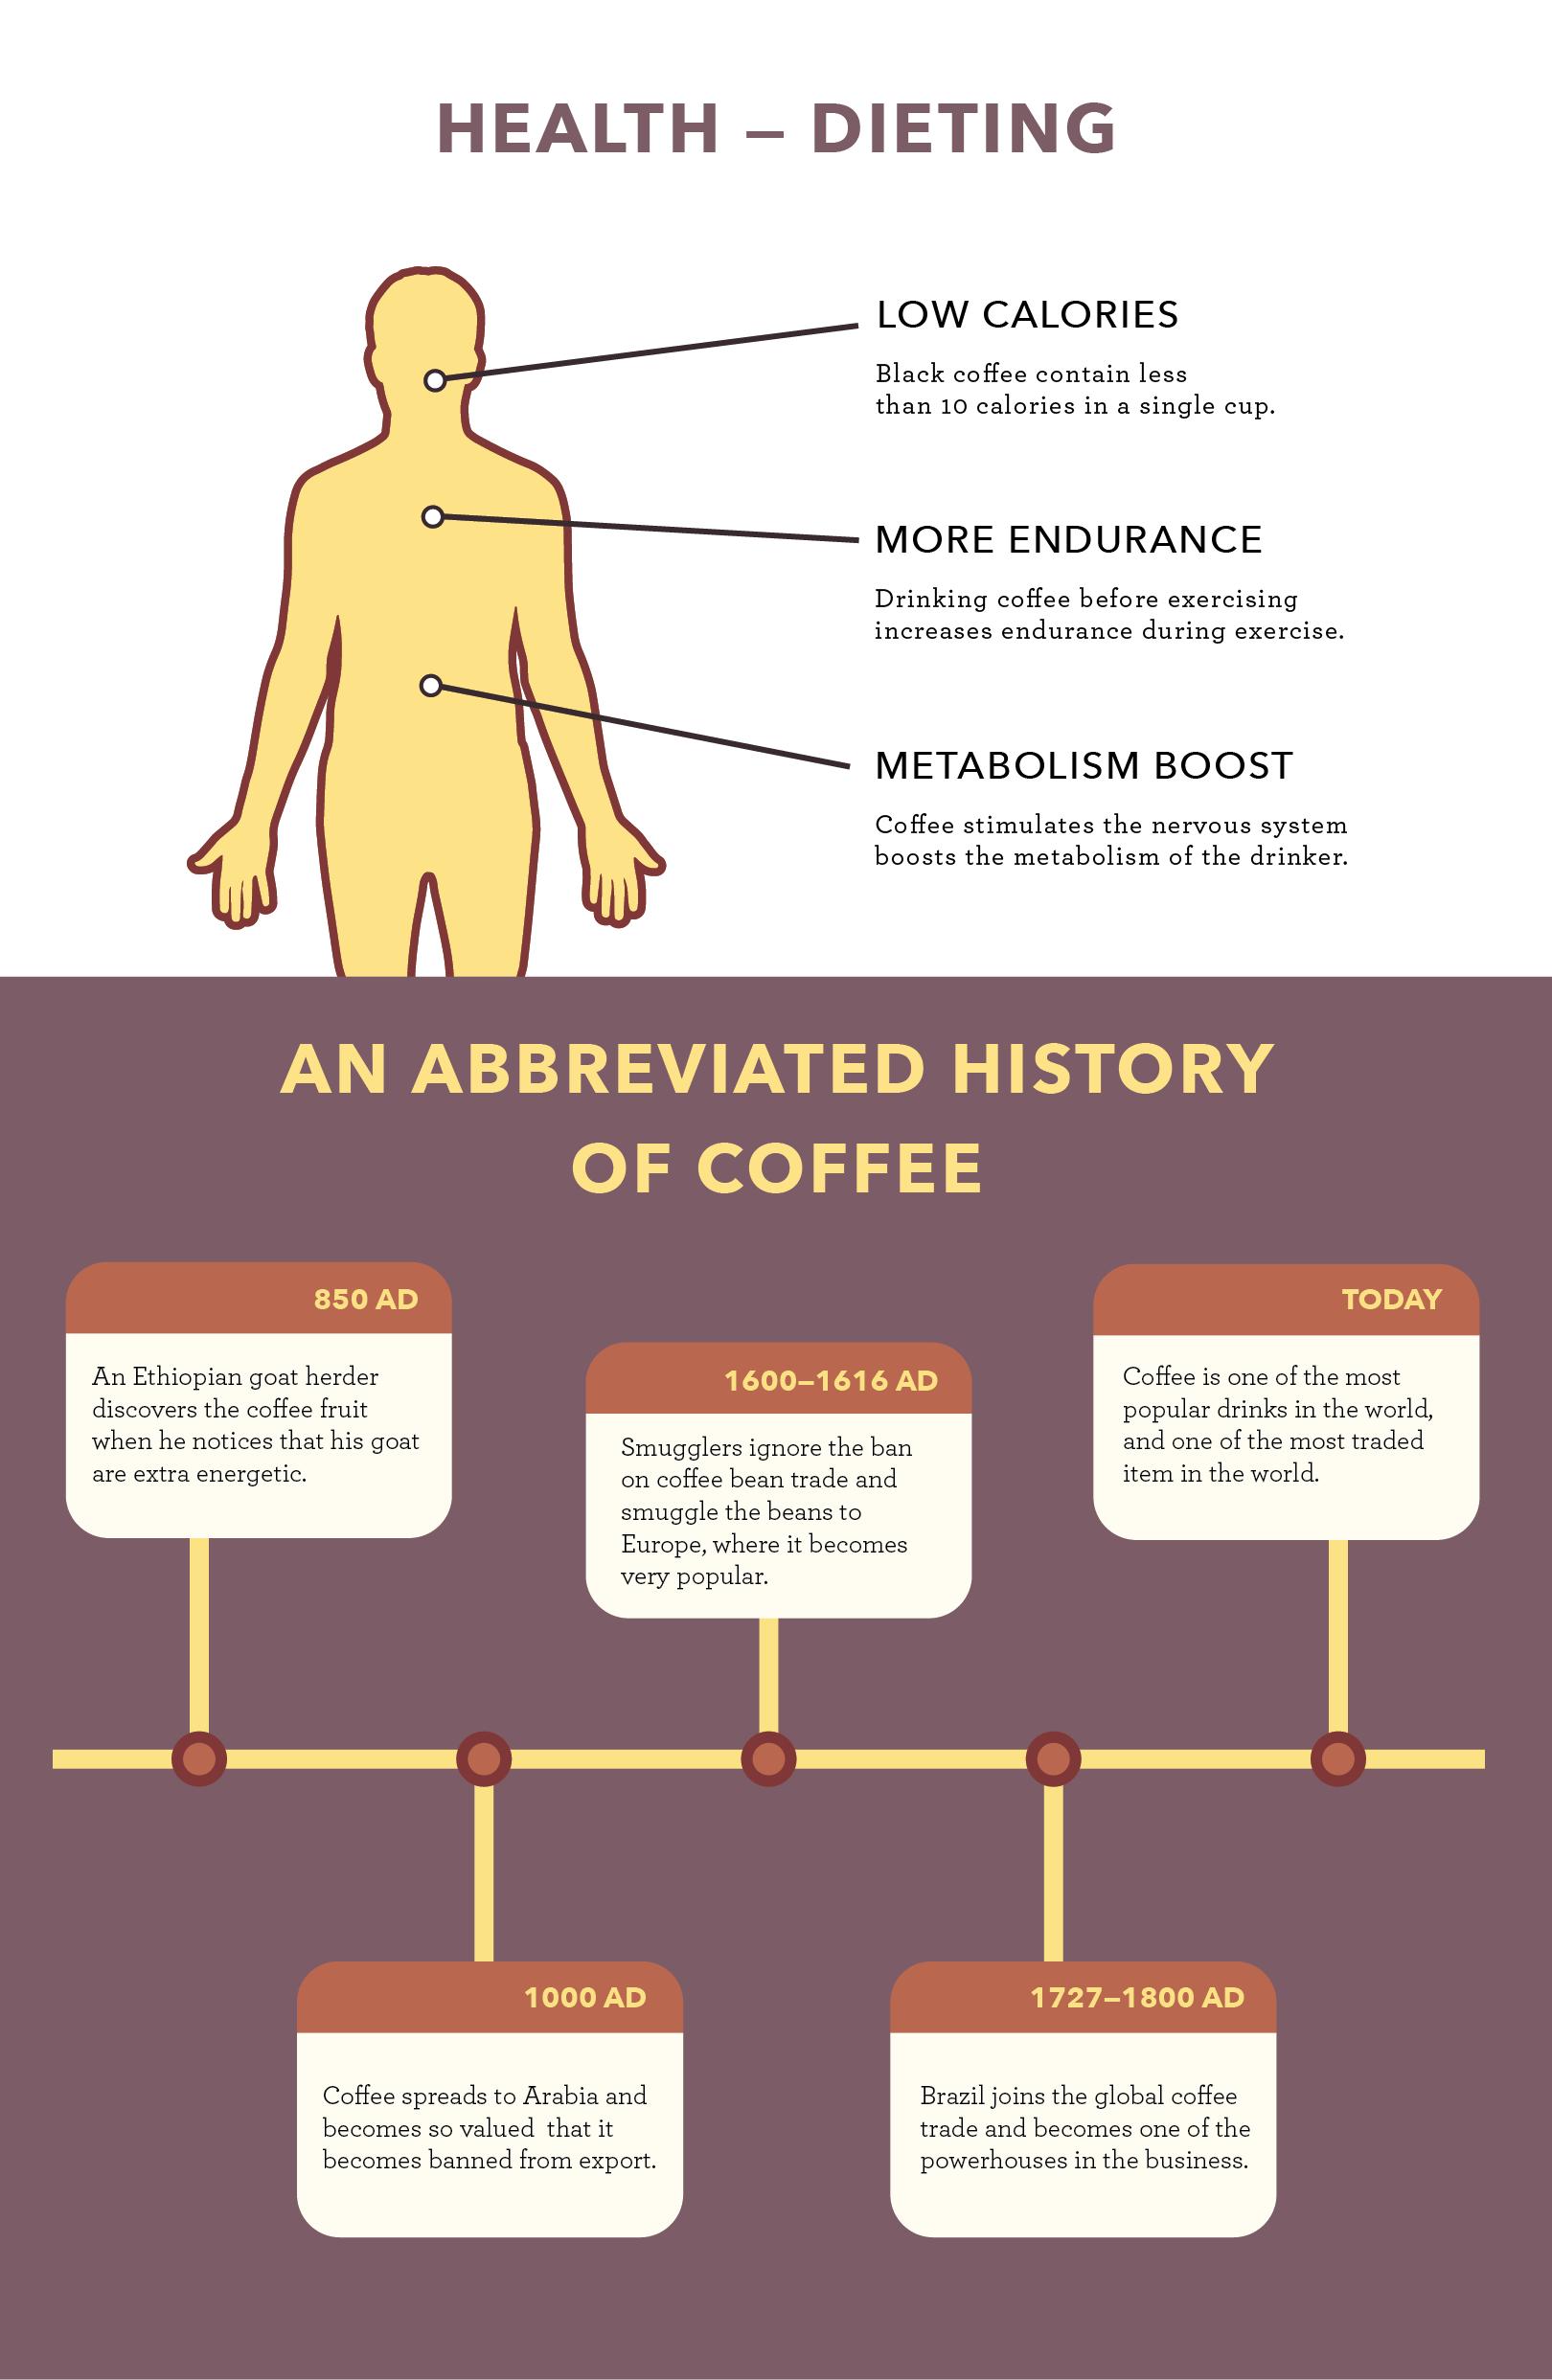 HEALTH – DIETING
LOW CALORIES
Black coffee contain less
than 10 calories in a single cup.
MORE ENDURANCE
Drinking coffee before exercising
increases endurance during exercise.
METABOLISM BOOST
Coffee stimulates the nervous system
boosts the metabolism of the drinker.
AN ABBREVIATED HISTORY
OF COFFEE
850 AD
An Ethiopian goat herder
discovers the coffee fruit
when he notices that his goat
are extra energetic.
1000 AD
Coffee spreads to Arabia and
becomes so valued  that it
becomes banned from export.
1600–1616 AD
Smugglers ignore the ban
on coffee bean trade and
smuggle the beans to
Europe, where it becomes
very popular.
1727–1800 AD
Brazil joins the global coffee
trade and becomes one of the
powerhouses in the business.
TODAY
Coffee is one of the most
popular drinks in the world,
and one of the most traded
item in the world.